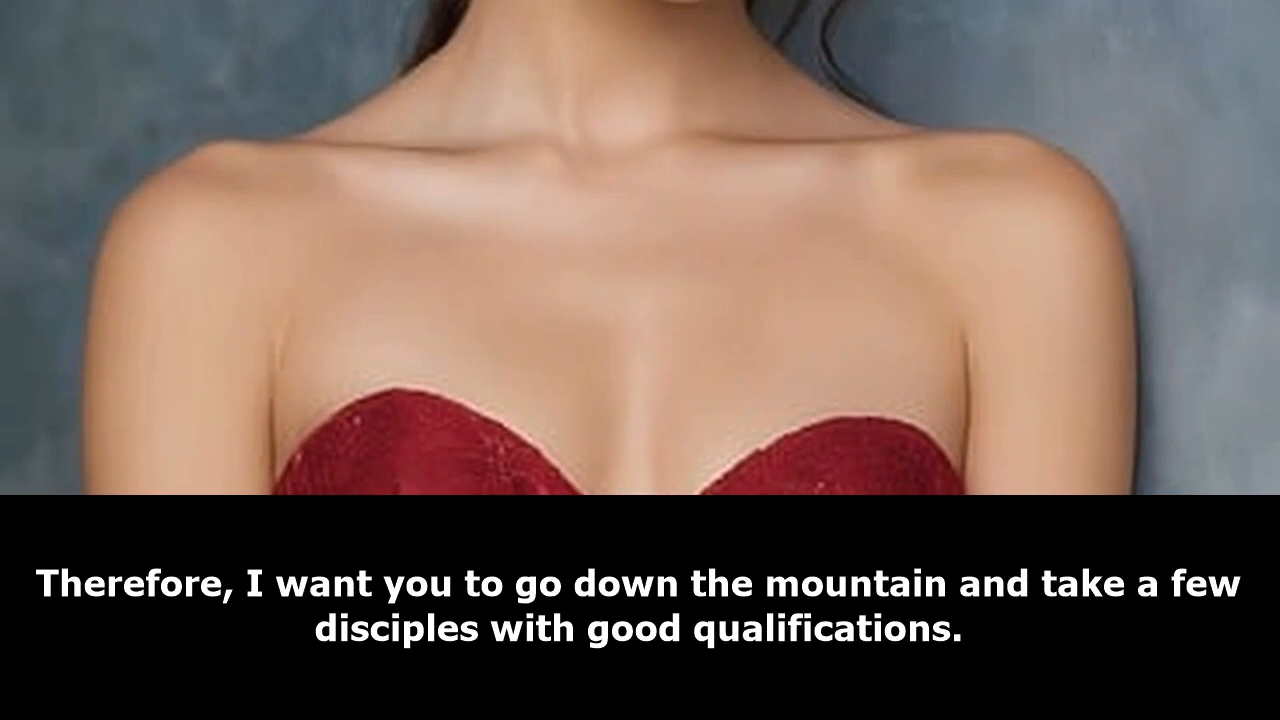 Therefore, I want you to go down the mountain and take a few
disciples with good qualifications.